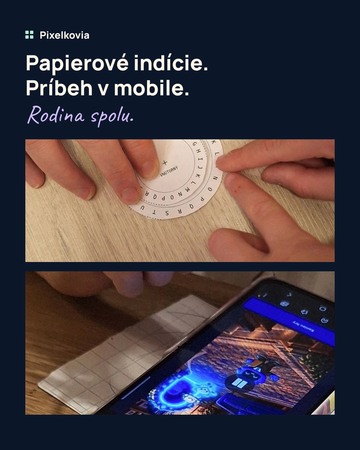 Pixelkovia
Papierové indície.
Príbeh v mobile.
Rodina spolu.